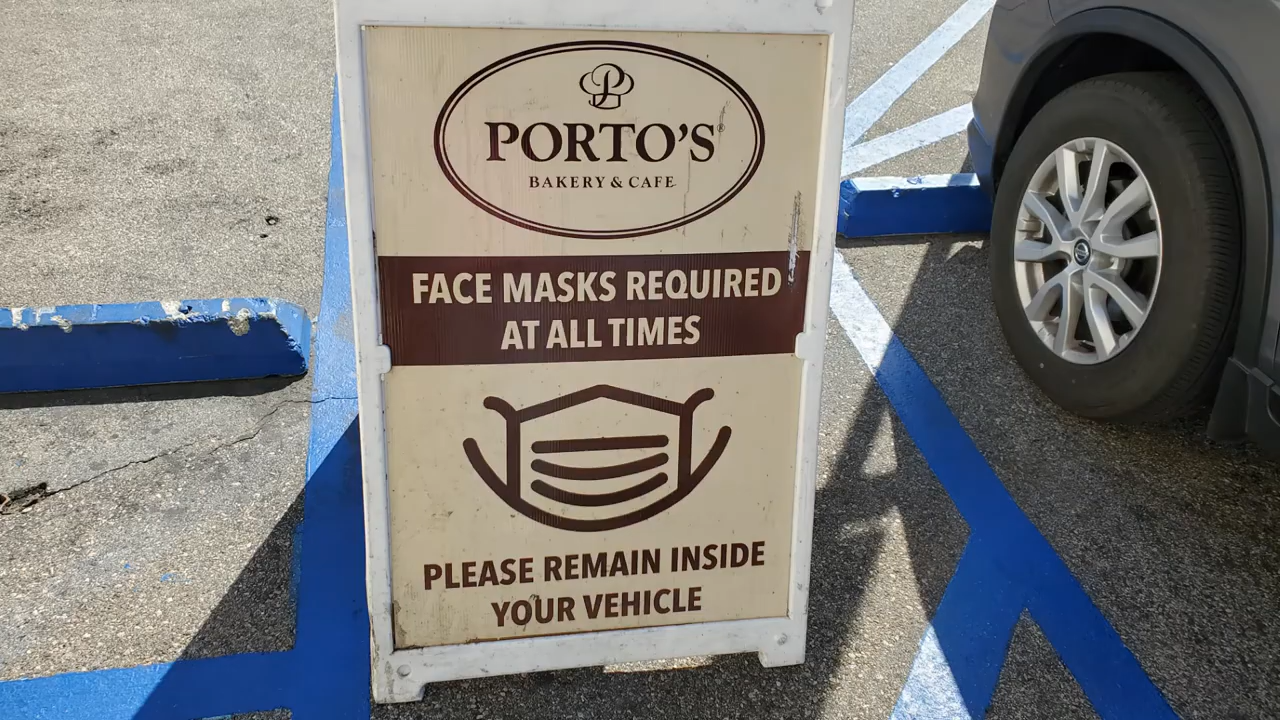 PORTO'S®
BAKERY & CAFE
FACE MASKS REQUIRED
AT ALL TIMES
PLEASE REMAIN INSIDE
YOUR VEHICLE